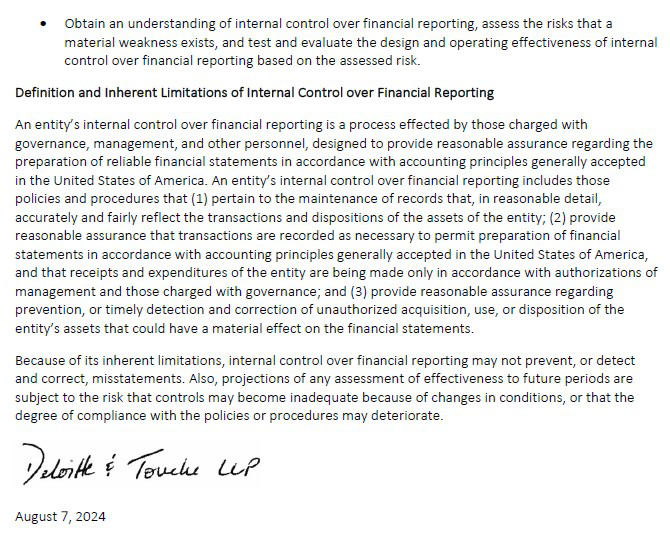 • Obtain an understanding of internal control over financial reporting, assess the risks that a
material weakness exists, and test and evaluate the design and operating effectiveness of internal
control over financial reporting based on the assessed risk.
Definition and Inherent Limitations of Internal Control over Financial Reporting
An entity's internal control over financial reporting is a process effected by those charged with
governance, management, and other personnel, designed to provide reasonable assurance regarding the
preparation of reliable financial statements in accordance with accounting principles generally accepted
in the United States of America. An entity's internal control over financial reporting includes those
policies and procedures that (1) pertain to the maintenance of records that, in reasonable detail,
accurately and fairly reflect the transactions and dispositions of the assets of the entity; (2) provide
reasonable assurance that transactions are recorded as necessary to permit preparation of financial
statements in accordance with accounting principles generally accepted in the United States of America,
and that receipts and expenditures of the entity are being made only in accordance with authorizations of
management and those charged with governance; and (3) provide reasonable assurance regarding
prevention, or timely detection and correction of unauthorized acquisition, use, or disposition of the
entity's assets that could have a material effect on the financial statements.
Because of its inherent limitations, internal control over financial reporting may not prevent, or detect
and correct, misstatements. Also, projections of any assessment of effectiveness to future periods are
subject to the risk that controls may become inadequate because of changes in conditions, or that the
degree of compliance with the policies or procedures may deteriorate.
Deloitte & Touche LLP
August 7, 2024